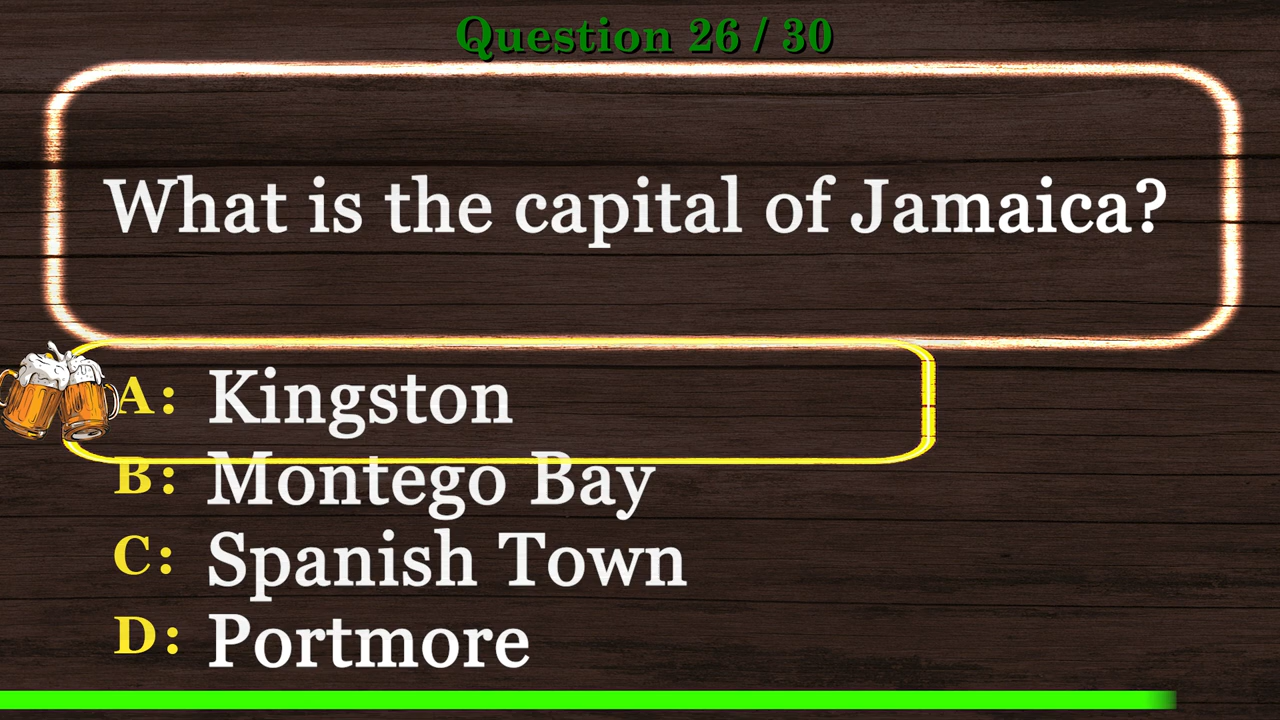 Question 26 / 30
What is the capital of Jamaica?
A: Kingston
B: Montego Bay
C: Spanish Town
D: Portmore